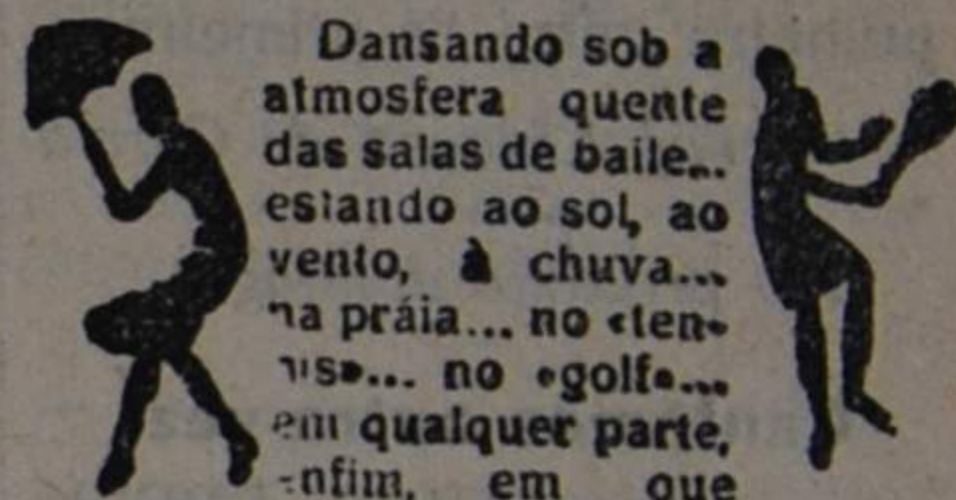 Dansando sob a
atmosfera quente
das salas de baile...
estando ao sol, ao
vento, à chuva...
na práia... no «ten-
nis»... no «golf»...
em qualquer parte,
enfim, em que